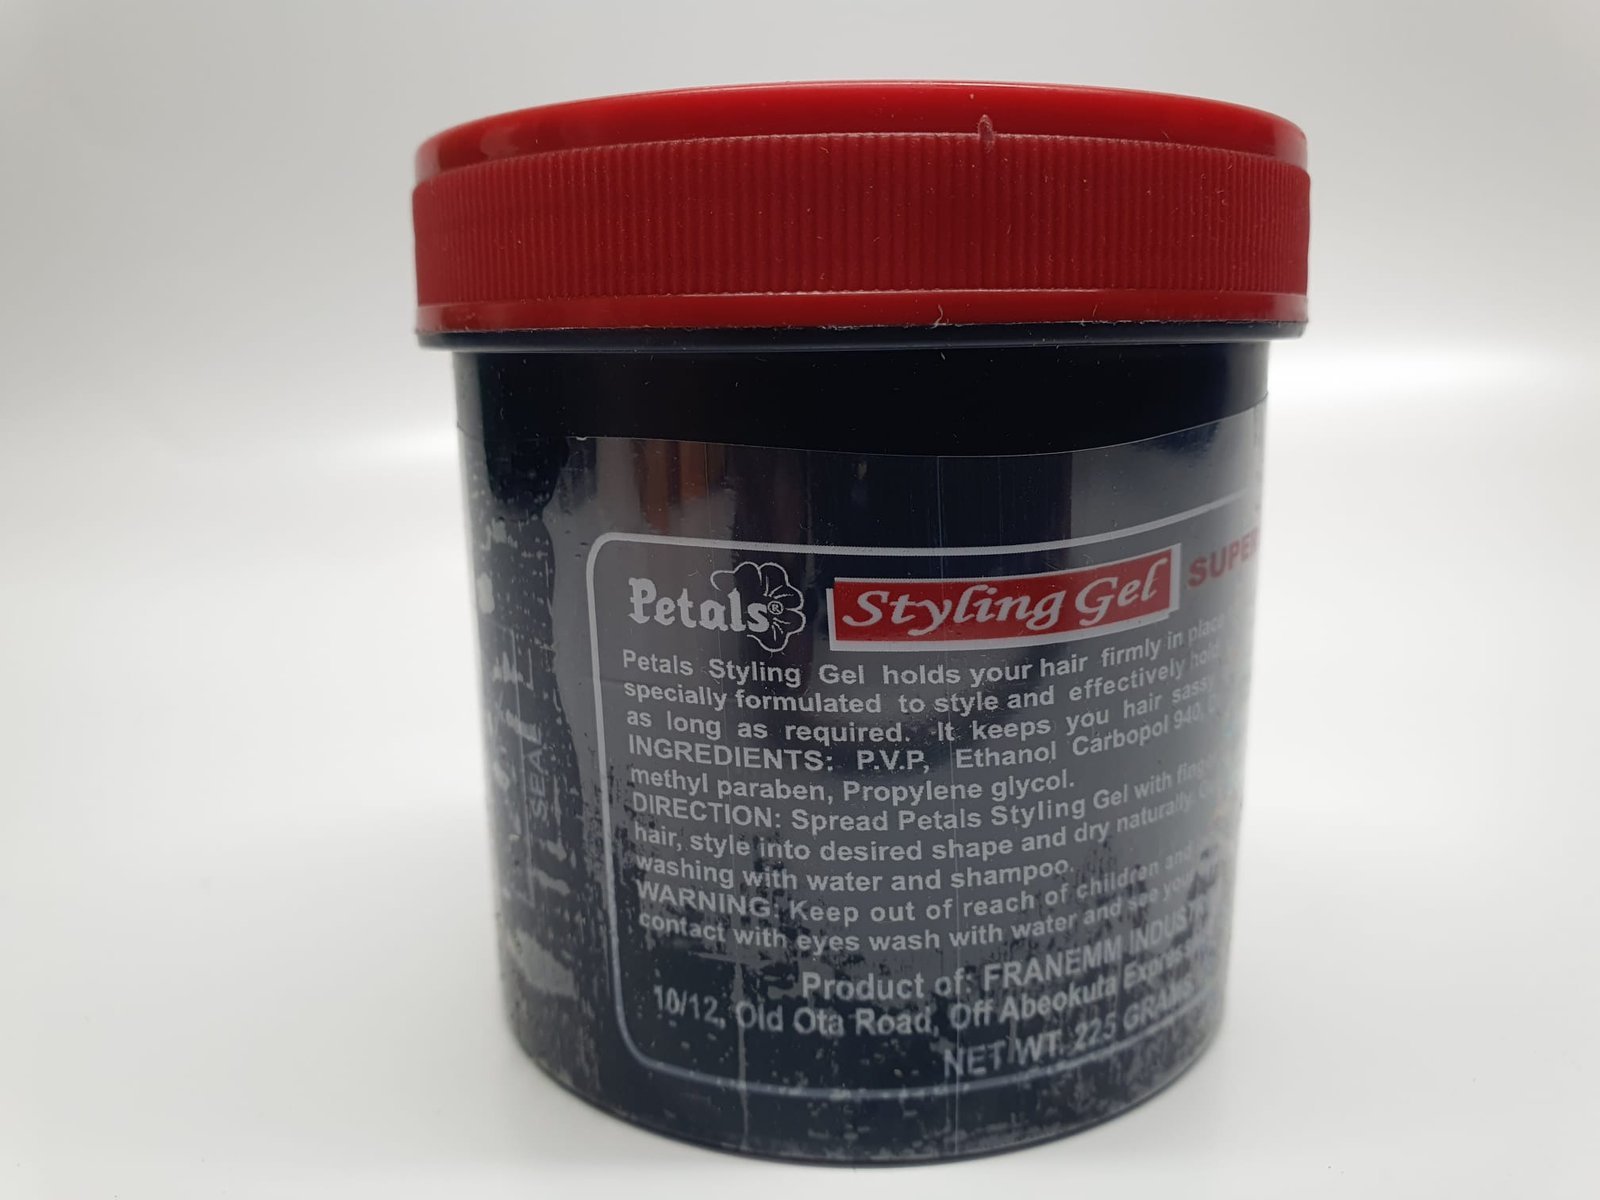 Petals®
Styling Gel SUPER
Petals Styling Gel holds your hair firmly in place
specially formulated to style and effectively hold
as long as required. It keeps you hair sassy
INGREDIENTS: P.V.P, Ethanol, Carbopol 940,
methyl paraben, Propylene glycol.
DIRECTION: Spread Petals Styling Gel with
hair, style into desired shape and dry naturally.
washing with water and shampoo.
WARNING: Keep out of reach of children and
contact with eyes wash with water and see
Product of: FRANEMM
10/12, Old Ota Road, Off Abeokuta
NET WT. 225 GRAMS
SEAL